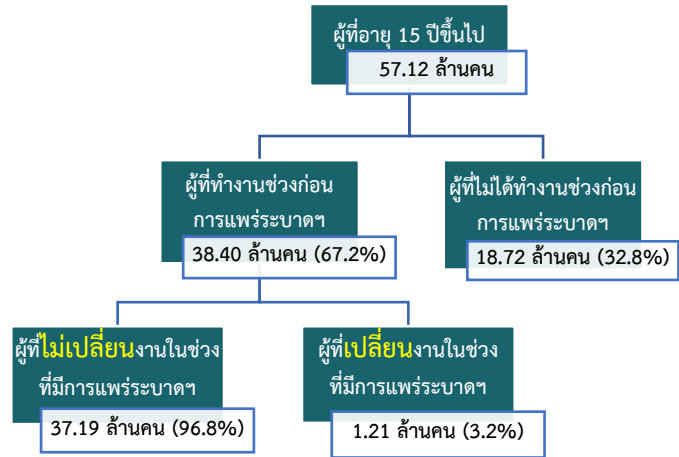 ผู้ที่อายุ 15 ปีขึ้นไป
57.12 ล้านคน
ผู้ที่ทำงานช่วงก่อน
การแพร่ระบาดฯ
38.40 ล้านคน (67.2%)
ผู้ที่ไม่ได้ทำงานช่วงก่อน
การแพร่ระบาดฯ
18.72 ล้านคน (32.8%)
ผู้ที่ไม่เปลี่ยนงานในช่วง
ที่มีการแพร่ระบาดฯ
37.19 ล้านคน (96.8%)
ผู้ที่เปลี่ยนงานในช่วง
ที่มีการแพร่ระบาดฯ
1.21 ล้านคน (3.2%)